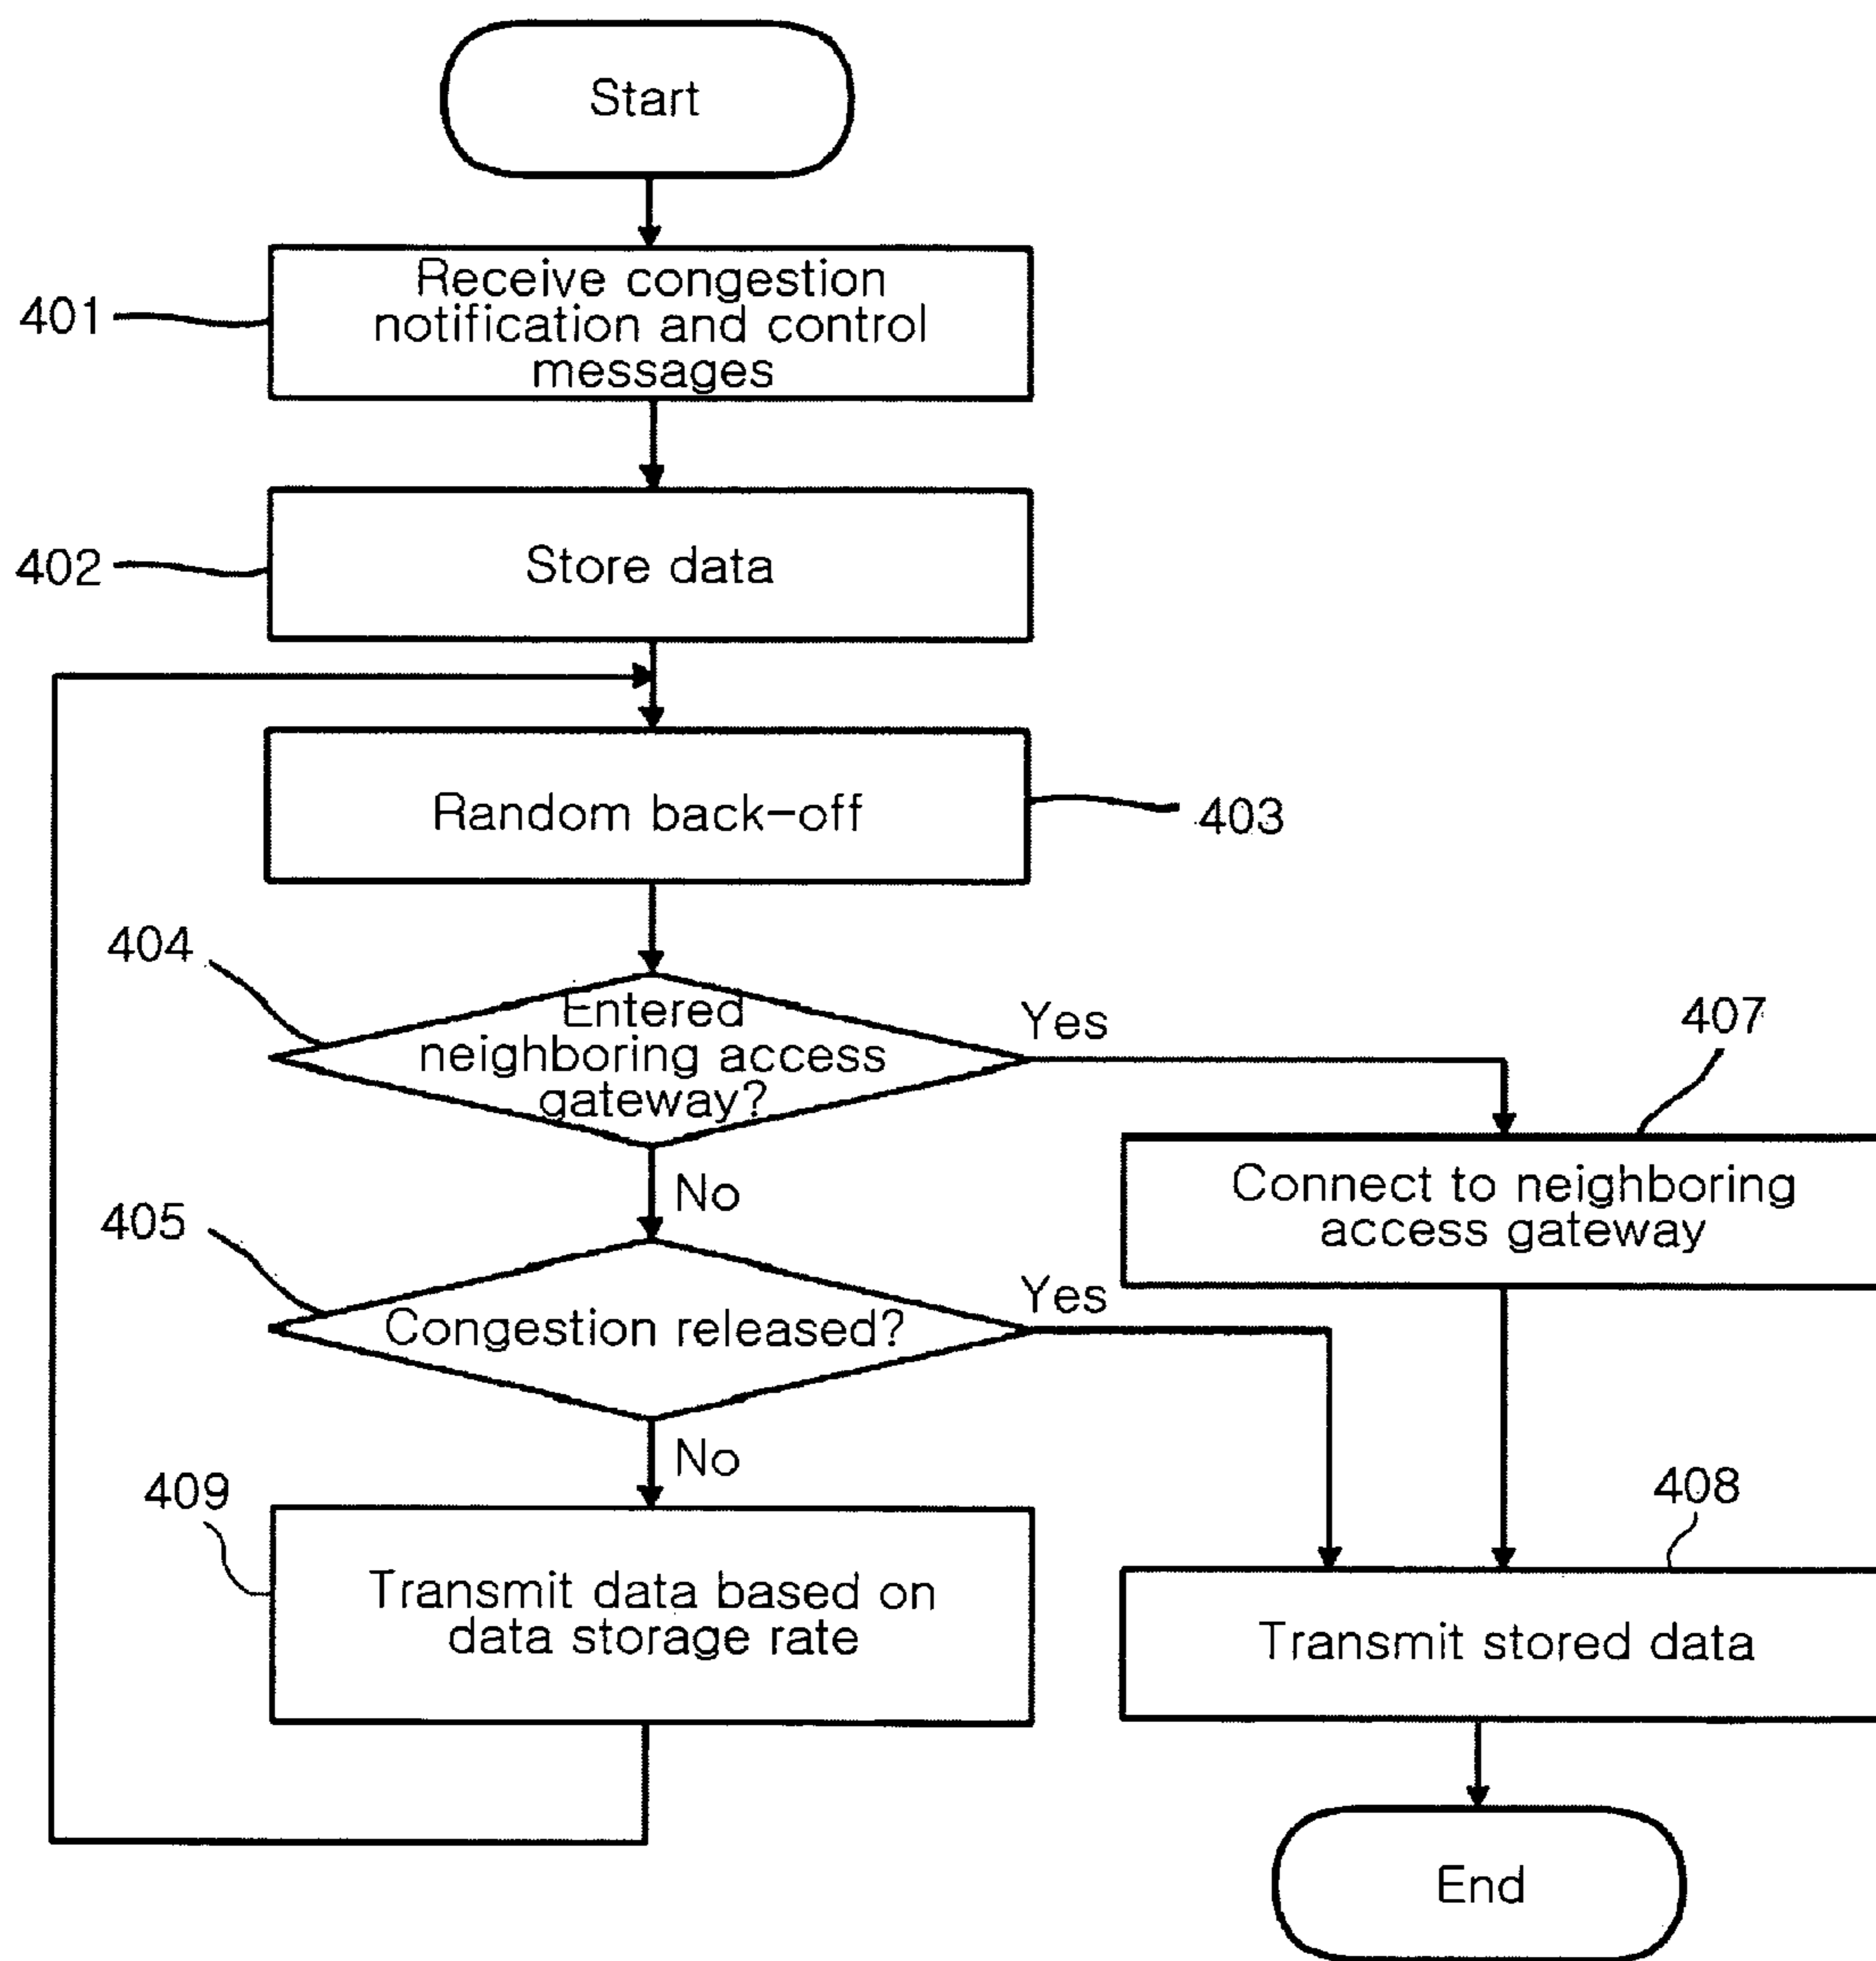 Start
401
Receive congestion
notification and control
messages
402
Store data
Random back-off
403
404
Entered
neighboring access
gateway?
Yes
407
No
Connect to neighboring
access gateway
405
Congestion released?
Yes
No
409
408
Transmit data based on
data storage rate
Transmit stored data
End